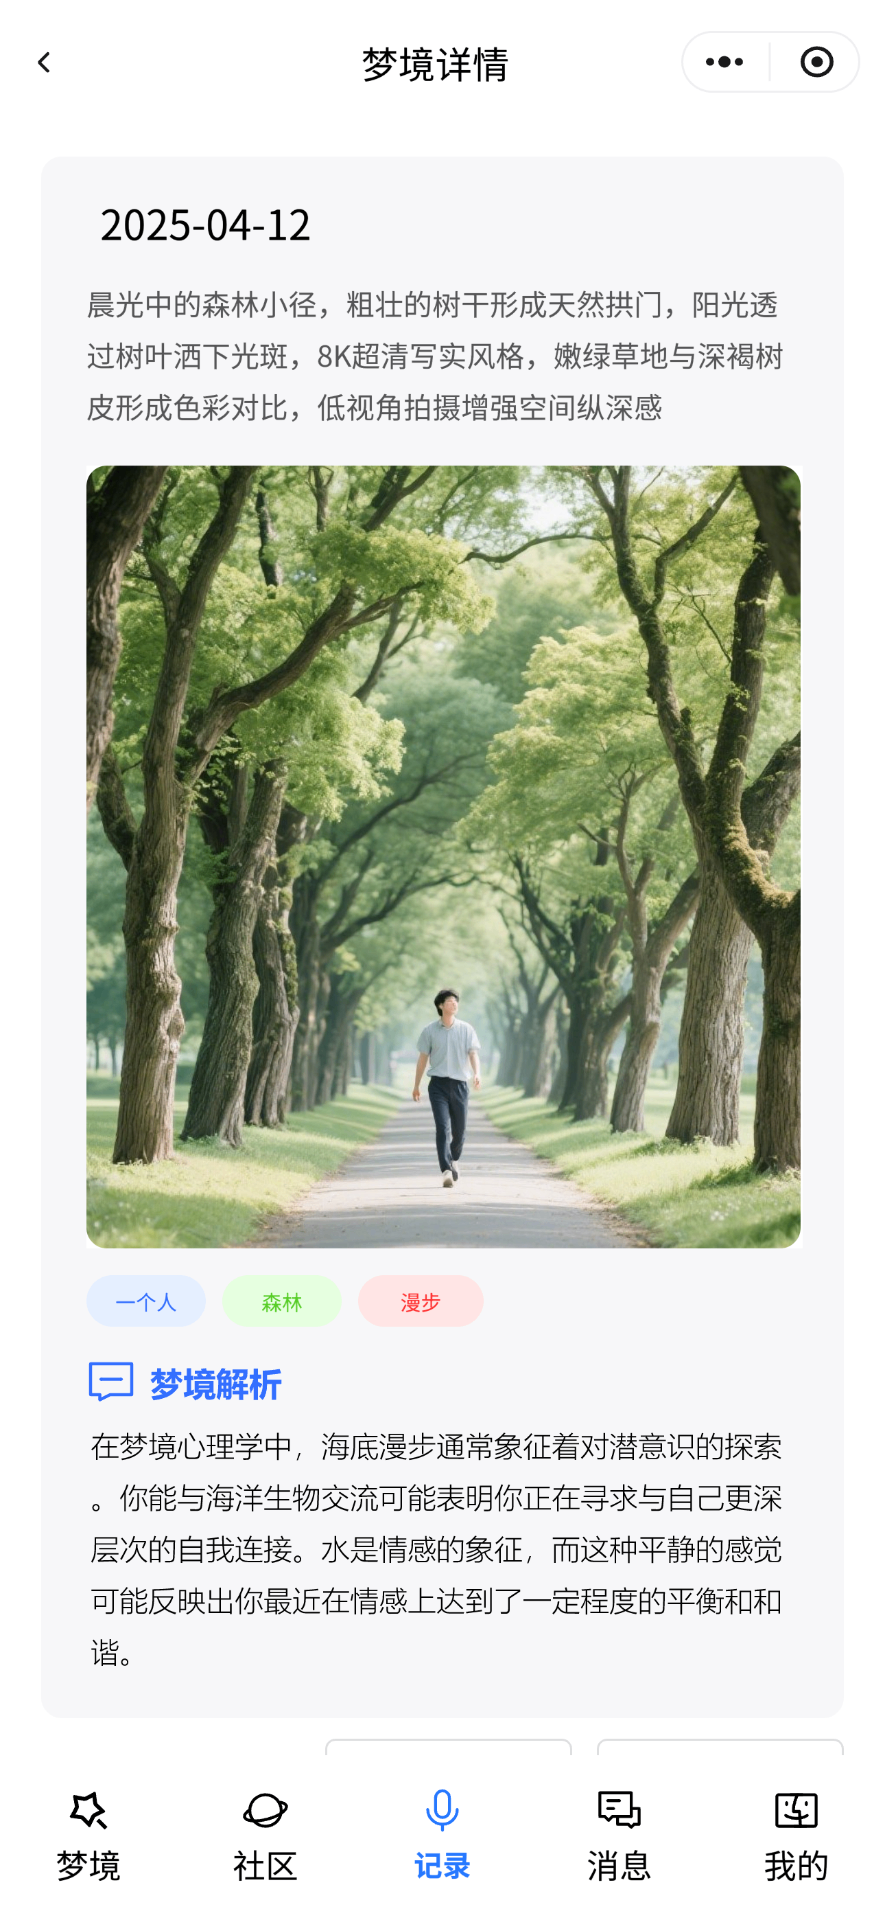 梦境详情
2025-04-12
晨光中的森林小径，粗壮的树干形成天然拱门，阳光透
过树叶洒下光斑，8K超清写实风格，嫩绿草地与深褐树
皮形成色彩对比，低视角拍摄增强空间纵深感
一个人 森林 漫步
梦境解析
在梦境心理学中，海底漫步通常象征着对潜意识的探索
。你能与海洋生物交流可能表明你正在寻求与自己更深
层次的自我连接。水是情感的象征，而这种平静的感觉
可能反映出你最近在情感上达到了一定程度的平衡和和
谐。
梦境 社区 记录 消息 我的